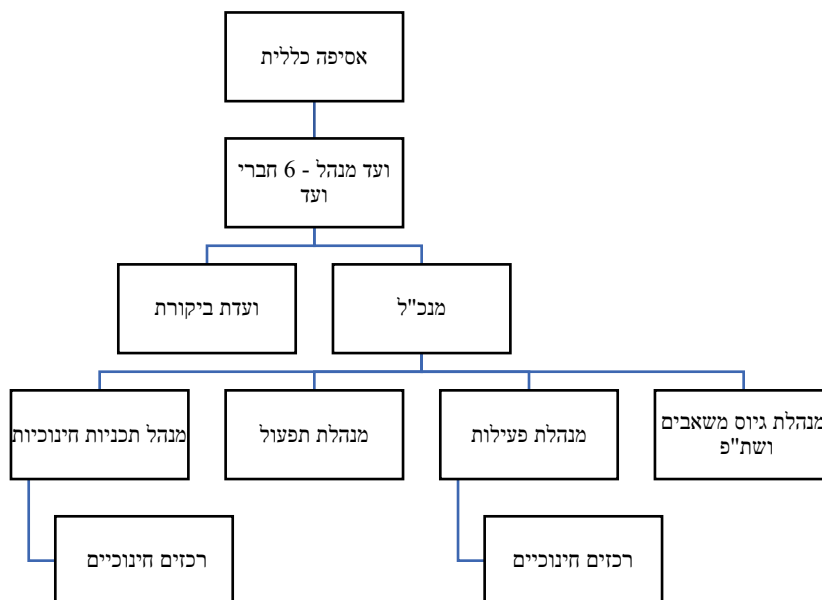 אסיפה כללית
ועד מנהל - 6 חברי
ועד
מנכ"ל
ועדת ביקורת
מנהלת גיוס משאבים
ושת"פ
מנהלת פעילות
מנהלת תפעול
מנהל תכניות חינוכיות
רכזים חינוכיים
רכזים חינוכיים